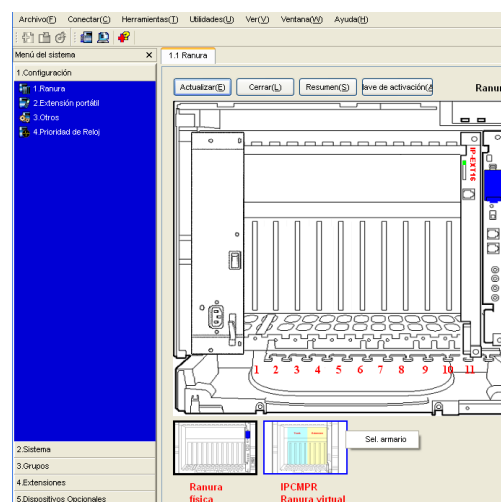 Archivo(F) Conectar(C) Herramientas(T) Utilidades(U) Ver(V) Ventana(W) Ayuda(H)
Menú del sistema X
1.1 Ranura
1.Configuración
1.Ranura
2.Extensión portátil
3.Otros
4.Prioridad de Reloj
Actualizar(E) Cerrar(L) Resumen(S) lave de activación(A
Ranu
IP-EXT16
1 2 3 4 5 6 7 8 9 10 11
Sel. armario
2.Sistema
3.Grupos
4.Extensiones
5.Dispositivos Opcionales
Ranura
física
IPCMPR
Ranura virtual